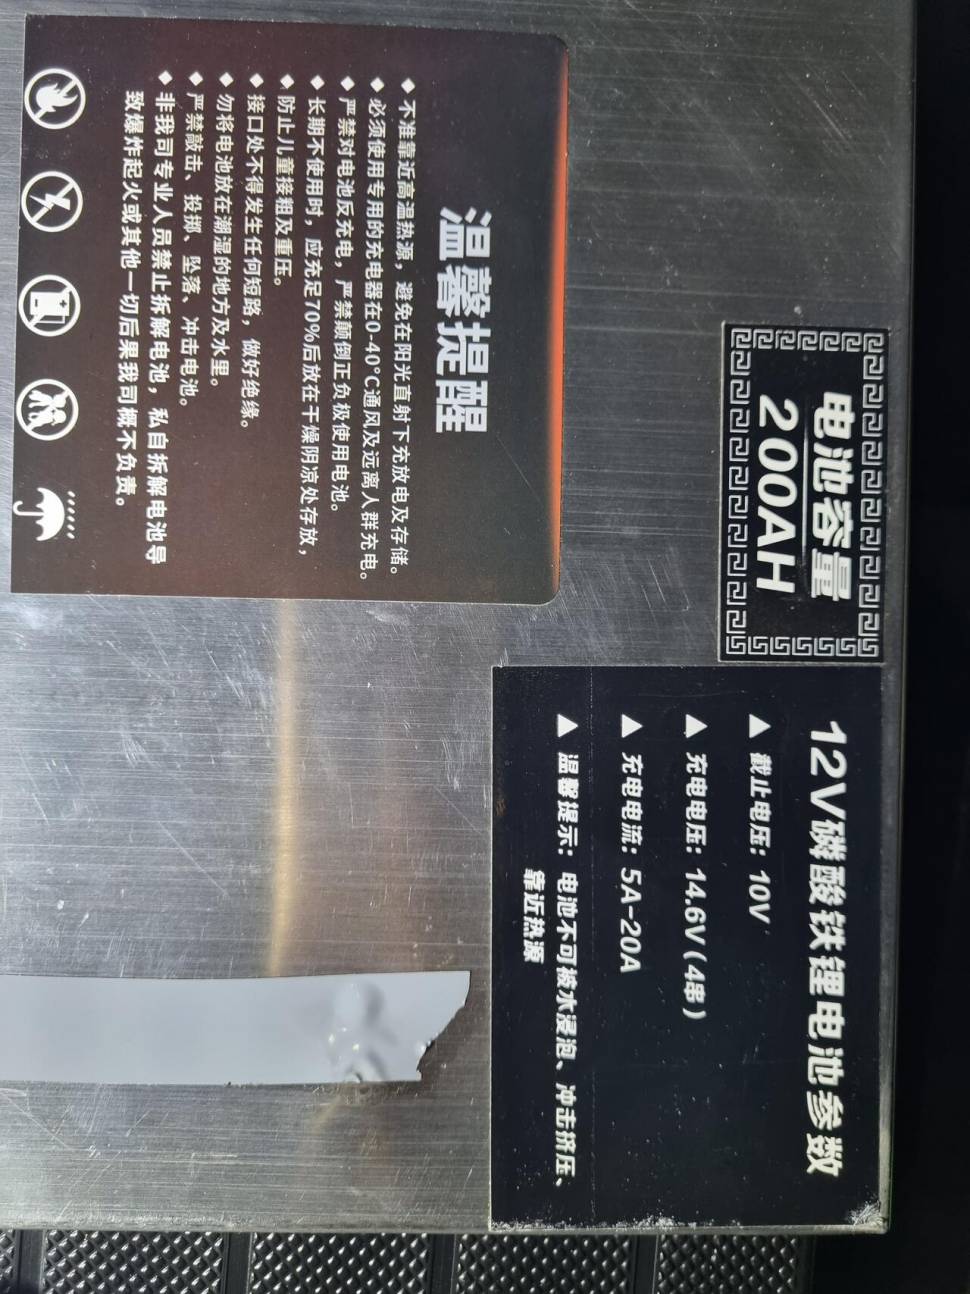 电池容量
200AH
12V磷酸铁锂电池参数
▲ 截止电压：10V
▲ 充电电压：14.6V（4串）
▲ 充电电流：5A-20A
▲ 温馨提示：电池不可被水浸泡、冲击挤压、
靠近热源
温馨提醒
◆不准靠近高温热源，避免在阳光直射下充放电及存储。
◆必须使用专用的充电器在0-40°C通风及远离人群充电。
◆严禁对电池反充电，严禁颠倒正负极使用电池。
◆长期不使用时，应充足70%后放在干燥阴凉处存放，
◆防止儿童接粗及重压。
◆接口处不得发生任何短路，做好绝缘。
◆勿将电池放在潮湿的地方及水里。
◆严禁敲击、投掷、坠落、冲击电池。
◆非我司专业人员禁止拆解电池，私自拆解电池导
致爆炸起火或其他一切后果我司概不负责。